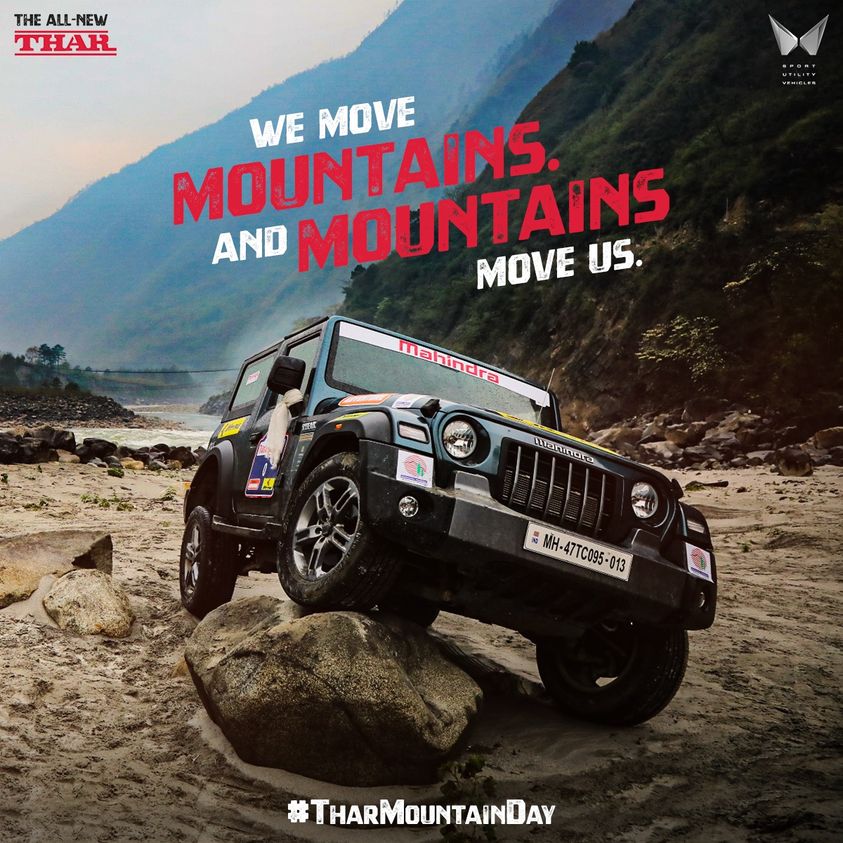 THE ALL-NEW
THAR
SPORT
UTILITY
VEHICLES
WE MOVE
MOUNTAINS.
AND MOUNTAINS
MOVE US.
mahindra
Mahindra
MH-47TC095-013
#THARMOUNTAINDAY